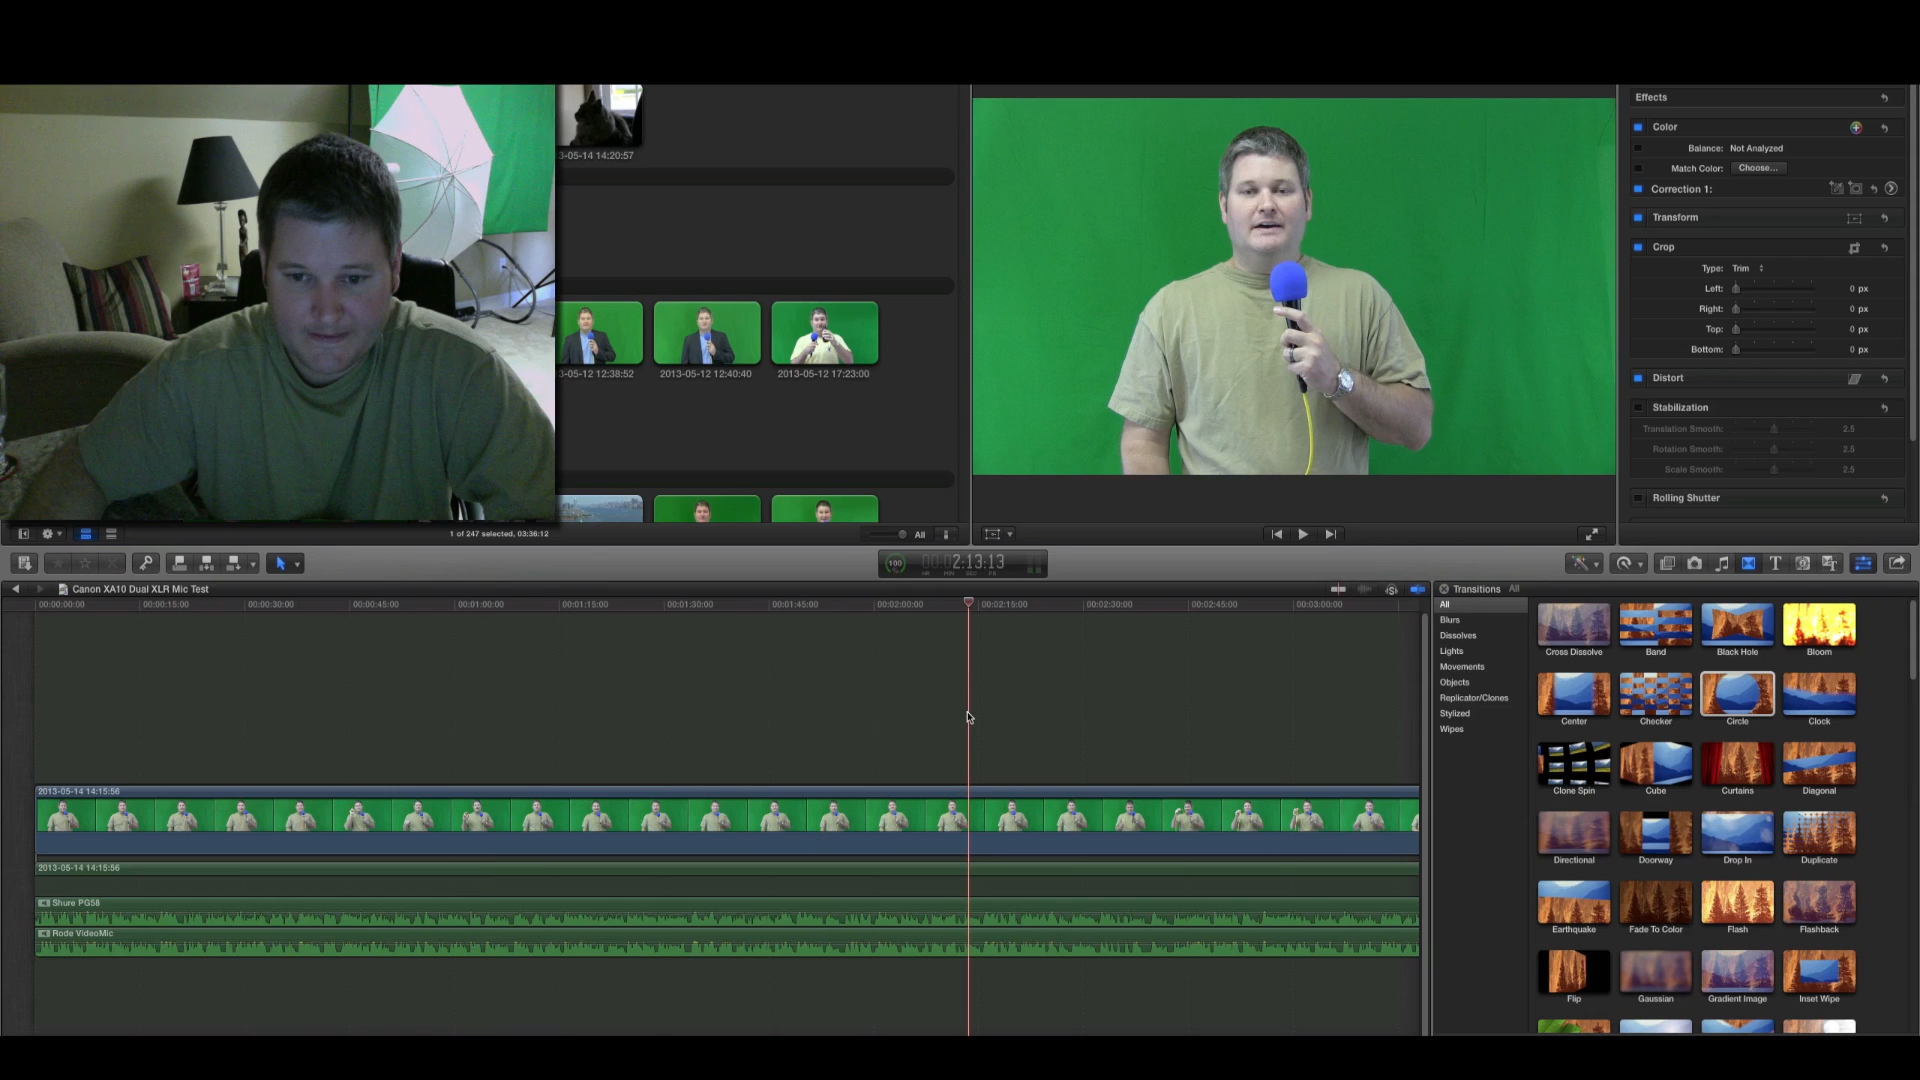 3-05-14 14:20:57
3-05-12 12:38:52
2013-05-12 12:40:40
2013-05-12 17:23:00
1 of 247 selected, 03:36:12
All
Effects
Color
Balance: Not Analyzed
Match Color: Choose...
Correction 1:
Transform
Crop
Type: Trim
Left: 0 px
Right: 0 px
Top: 0 px
Bottom: 0 px
Distort
Stabilization
Translation Smooth: 2.5
Rotation Smooth: 2.5
Scale Smooth: 2.5
Rolling Shutter
100
00:02:13:13
HR MIN SEC FR
Canon XA10 Dual XLR Mic Test
00:00:00:00
00:00:15:00
00:00:30:00
00:00:45:00
00:01:00:00
00:01:15:00
00:01:30:00
00:01:45:00
00:02:00:00
00:02:15:00
00:02:30:00
00:02:45:00
00:03:00:00
2013-05-14 14:15:56
2013-05-14 14:15:56
Shure PG58
Rode VideoMic
Transitions All
All
Blurs
Dissolves
Lights
Movements
Objects
Replicator/Clones
Stylized
Wipes
Cross Dissolve
Band
Black Hole
Bloom
Center
Checker
Circle
Clock
Clone Spin
Cube
Curtains
Diagonal
Directional
Doorway
Drop In
Duplicate
Earthquake
Fade To Color
Flash
Flashback
Flip
Gaussian
Gradient Image
Inset Wipe